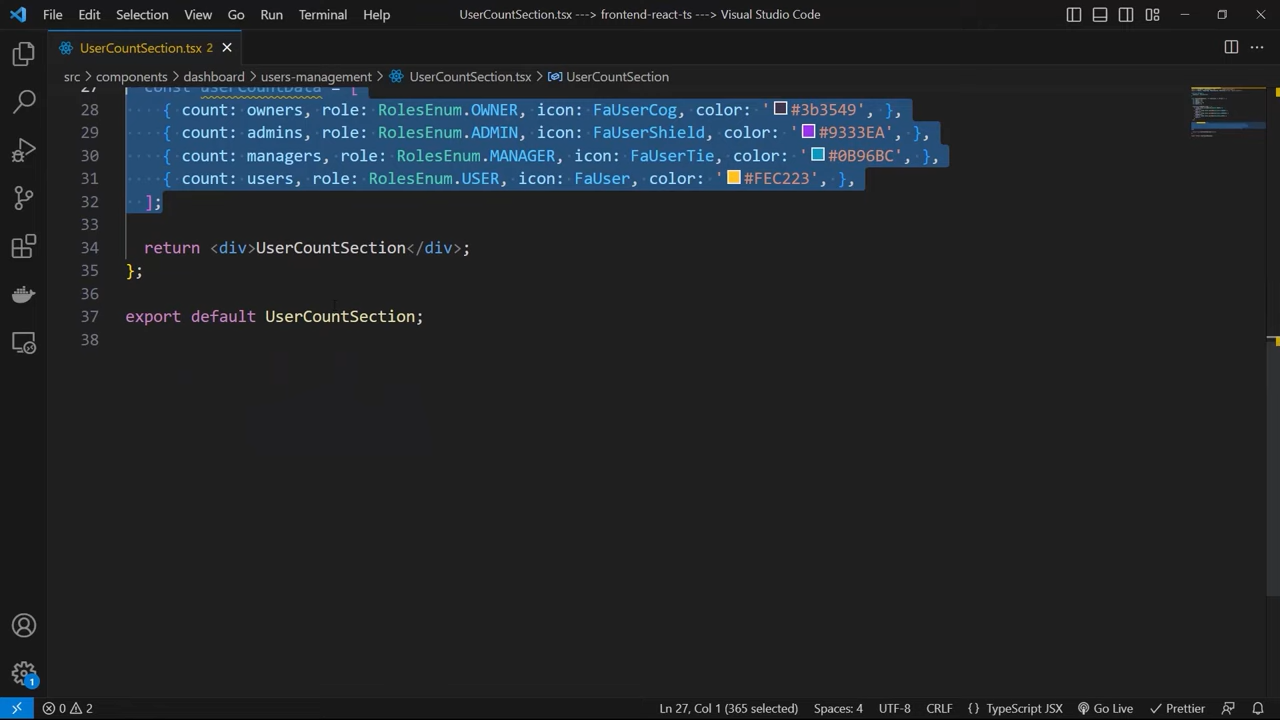 File Edit Selection View Go Run Terminal Help UserCountSection.tsx ---> frontend-react-ts ---> Visual Studio Code
UserCountSection.tsx 2
src > components > dashboard > users-management > UserCountSection.tsx > UserCountSection
27 const userCountData = [
28 { count: owners, role: RolesEnum.OWNER, icon: FaUserCog, color: '#3b3549', },
29 { count: admins, role: RolesEnum.ADMIN, icon: FaUserShield, color: '#9333EA', },
30 { count: managers, role: RolesEnum.MANAGER, icon: FaUserTie, color: '#0B96BC', },
31 { count: users, role: RolesEnum.USER, icon: FaUser, color: '#FEC223', },
32 ];
33
34 return <div>UserCountSection</div>;
35 };
36
37 export default UserCountSection;
38
1
0 2 Ln 27, Col 1 (365 selected) Spaces: 4 UTF-8 CRLF {} TypeScript JSX Go Live Prettier